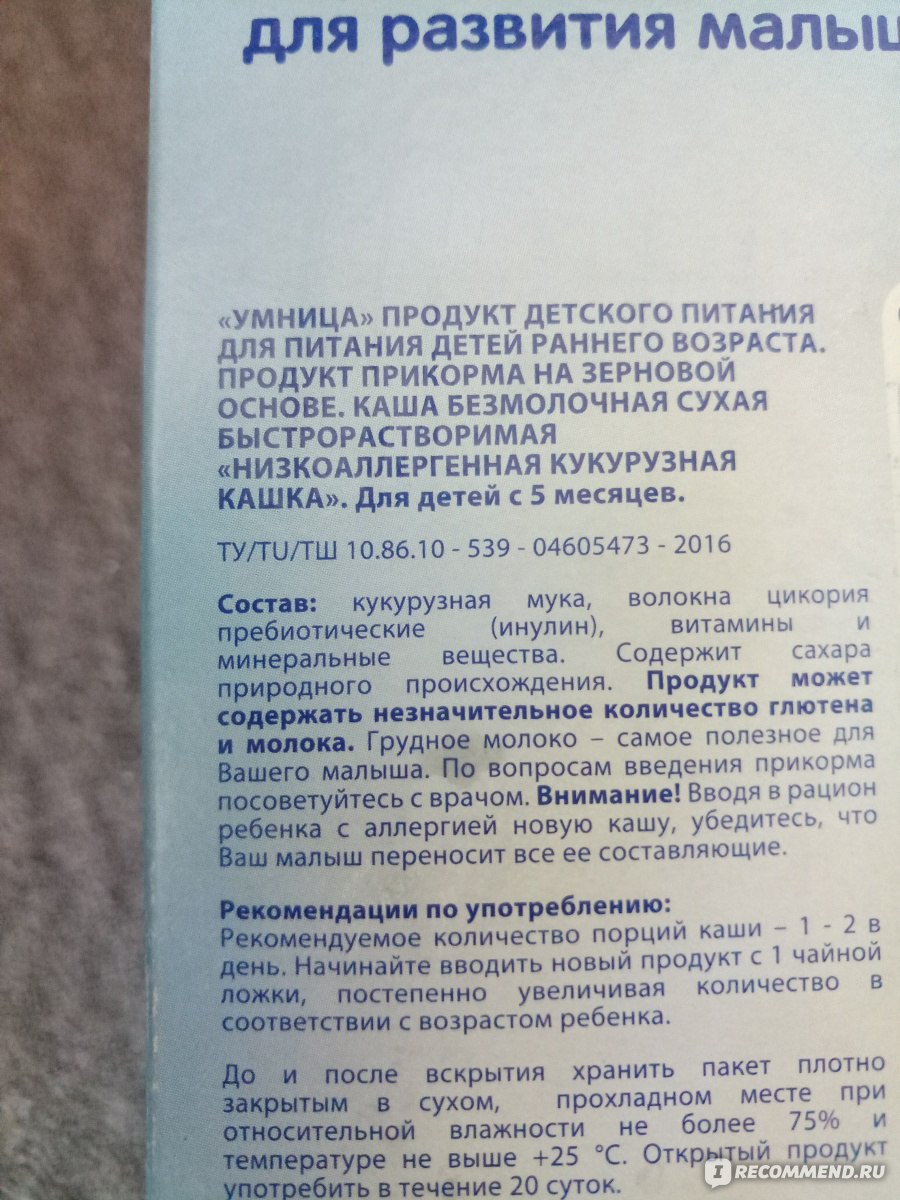 для развития малыш
«УМНИЦА» ПРОДУКТ ДЕТСКОГО ПИТАНИЯ
ДЛЯ ПИТАНИЯ ДЕТЕЙ РАННЕГО ВОЗРАСТА.
ПРОДУКТ ПРИКОРМА НА ЗЕРНОВОЙ
ОСНОВЕ. КАША БЕЗМОЛОЧНАЯ СУХАЯ
БЫСТРОРАСТВОРИМАЯ
«НИЗКОАЛЛЕРГЕННАЯ КУКУРУЗНАЯ
КАШКА». Для детей с 5 месяцев.
ТУ/TU/ТШ 10.86.10 - 539 - 04605473 - 2016
Состав: кукурузная мука, волокна цикория
пребиотические (инулин), витамины и
минеральные вещества. Содержит сахара
природного происхождения. Продукт может
содержать незначительное количество глютена
и молока. Грудное молоко – самое полезное для
Вашего малыша. По вопросам введения прикорма
посоветуйтесь с врачом. Внимание! Вводя в рацион
ребенка с аллергией новую кашу, убедитесь, что
Ваш малыш переносит все ее составляющие.
Рекомендации по употреблению:
Рекомендуемое количество порций каши – 1 - 2 в
день. Начинайте вводить новый продукт с 1 чайной
ложки, постепенно увеличивая количество в
соответствии с возрастом ребенка.
До и после вскрытия хранить пакет плотно
закрытым в сухом, прохладном месте при
относительной влажности не более 75% и
температуре не выше +25 °С. Открытый продукт
употребить в течение 20 суток.
IRECOMMEND.RU